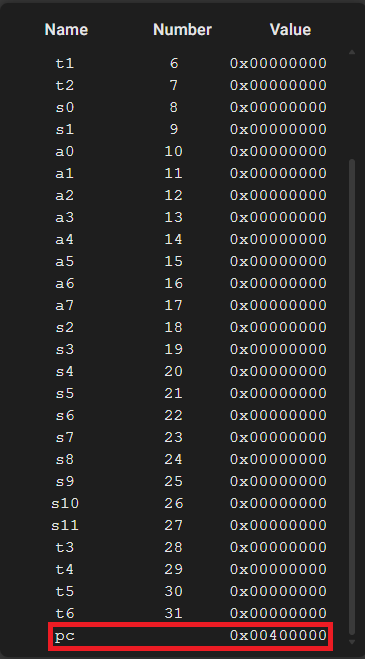 Name Number Value
t1 6 0x00000000
t2 7 0x00000000
s0 8 0x00000000
s1 9 0x00000000
a0 10 0x00000000
a1 11 0x00000000
a2 12 0x00000000
a3 13 0x00000000
a4 14 0x00000000
a5 15 0x00000000
a6 16 0x00000000
a7 17 0x00000000
s2 18 0x00000000
s3 19 0x00000000
s4 20 0x00000000
s5 21 0x00000000
s6 22 0x00000000
s7 23 0x00000000
s8 24 0x00000000
s9 25 0x00000000
s10 26 0x00000000
s11 27 0x00000000
t3 28 0x00000000
t4 29 0x00000000
t5 30 0x00000000
t6 31 0x00000000
pc 0x00400000